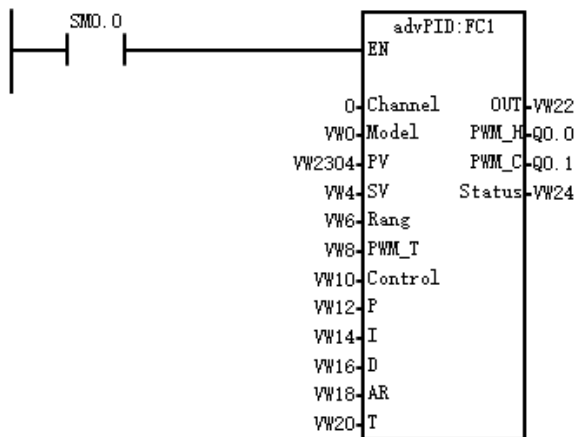 SM0.0
advPID:FC1
EN
0 Channel OUT VW22
VW0 Model PWM_H Q0.0
VW2304 PV PWM_C Q0.1
VW4 SV Status VW24
VW6 Rang
VW8 PWM_T
VW10 Control
VW12 P
VW14 I
VW16 D
VW18 AR
VW20 T